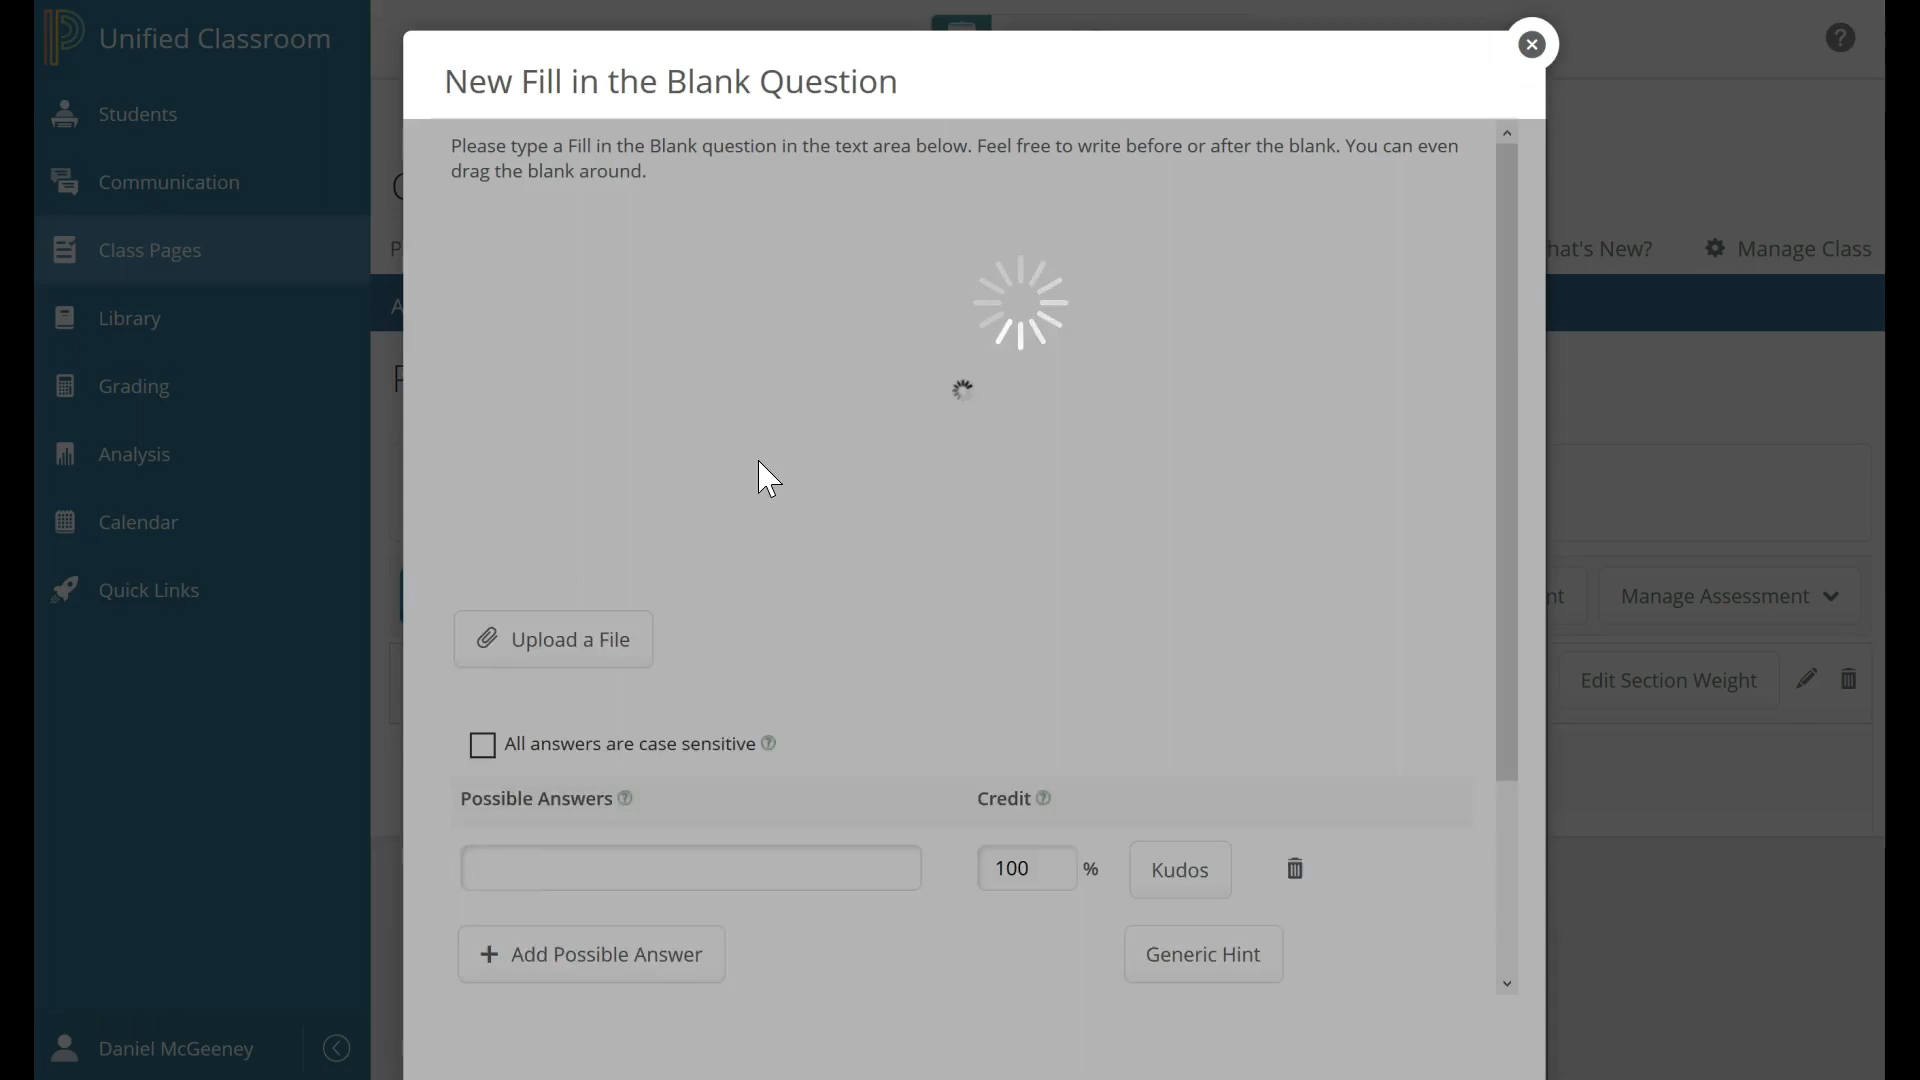 Unified Classroom
Students
Communication
Class Pages
Library
Grading
Analysis
Calendar
Quick Links
Daniel McGeeney
New Fill in the Blank Question
Please type a Fill in the Blank question in the text area below. Feel free to write before or after the blank. You can even
drag the blank around.
Upload a File
All answers are case sensitive
Possible Answers
Credit
100 %
Kudos
Add Possible Answer
Generic Hint
hat's New?
Manage Class
nt
Manage Assessment
Edit Section Weight